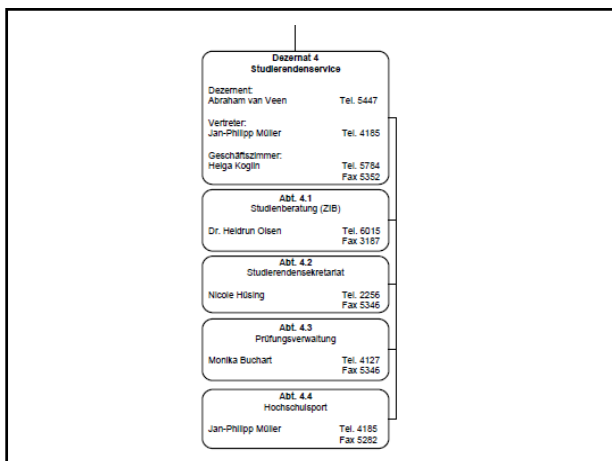 Dezernat 4
Studierendenservice
Dezernent:
Abraham van Veen Tel. 5447
Vertreter:
Jan-Philipp Müller Tel. 4185
Geschäftszimmer:
Helga Koglin Tel. 5784
Fax 5352
Abt. 4.1
Studienberatung (ZIB)
Dr. Heidrun Olsen Tel. 6015
Fax 3187
Abt. 4.2
Studierendensekretariat
Nicole Hüsing Tel. 2256
Fax 5346
Abt. 4.3
Prüfungsverwaltung
Monika Buchart Tel. 4127
Fax 5346
Abt. 4.4
Hochschulsport
Jan-Philipp Müller Tel. 4185
Fax 5282